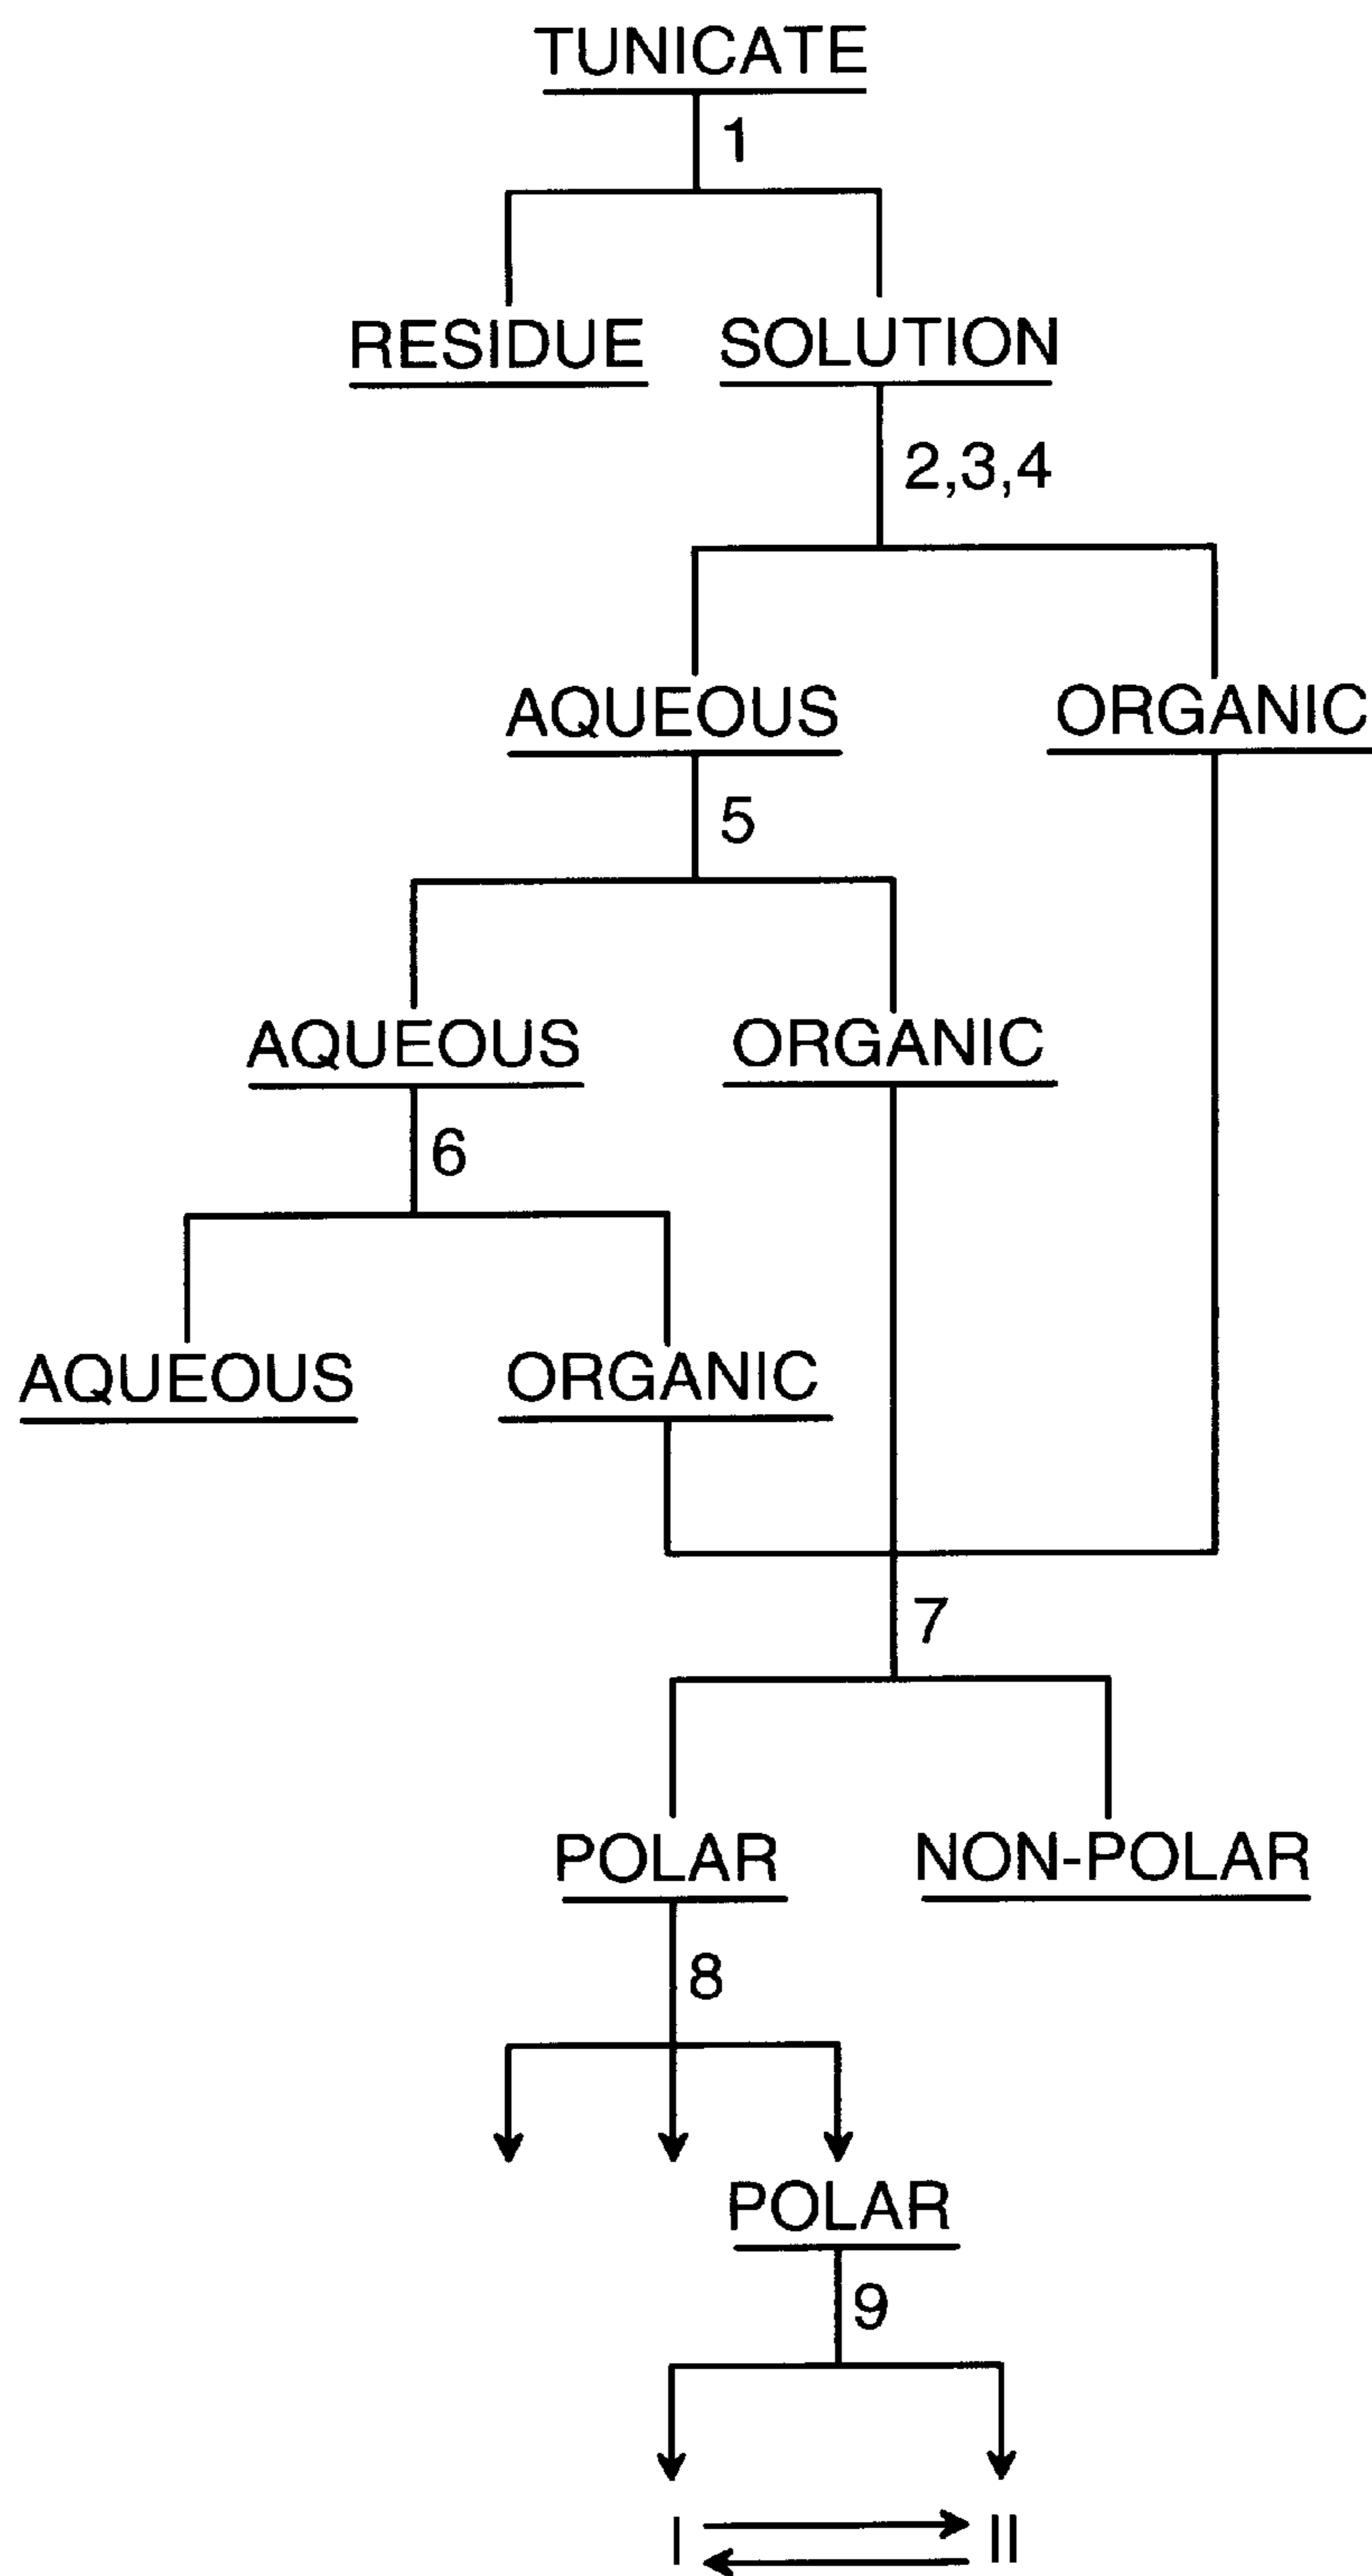 TUNICATE
1
RESIDUE SOLUTION
2,3,4
AQUEOUS ORGANIC
5
AQUEOUS ORGANIC
6
AQUEOUS ORGANIC
7
POLAR NON-POLAR
8
POLAR
9
I II